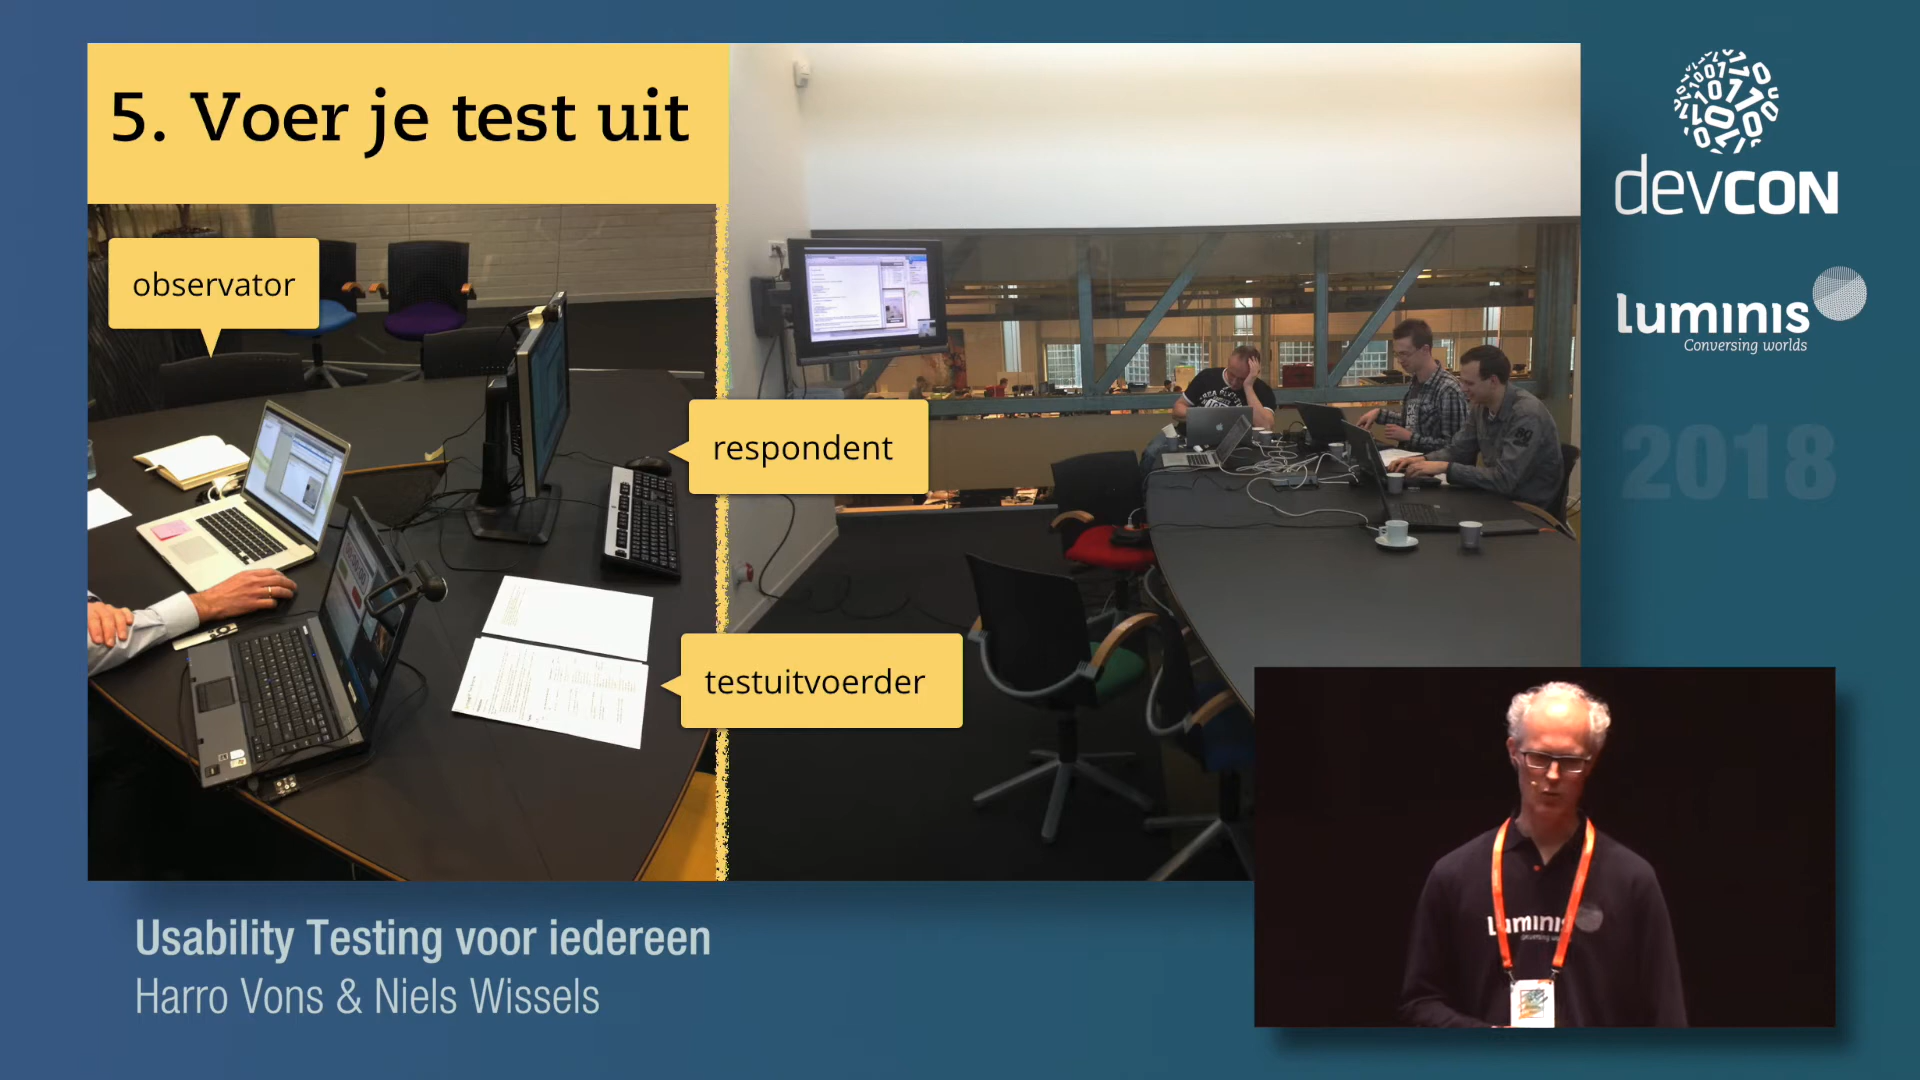 5. Voer je test uit
observator
respondent
testuitvoerder
devcon
luminis
Conversing worlds
2018
luminis
Usability Testing voor iedereen
Harro Vons & Niels Wissels